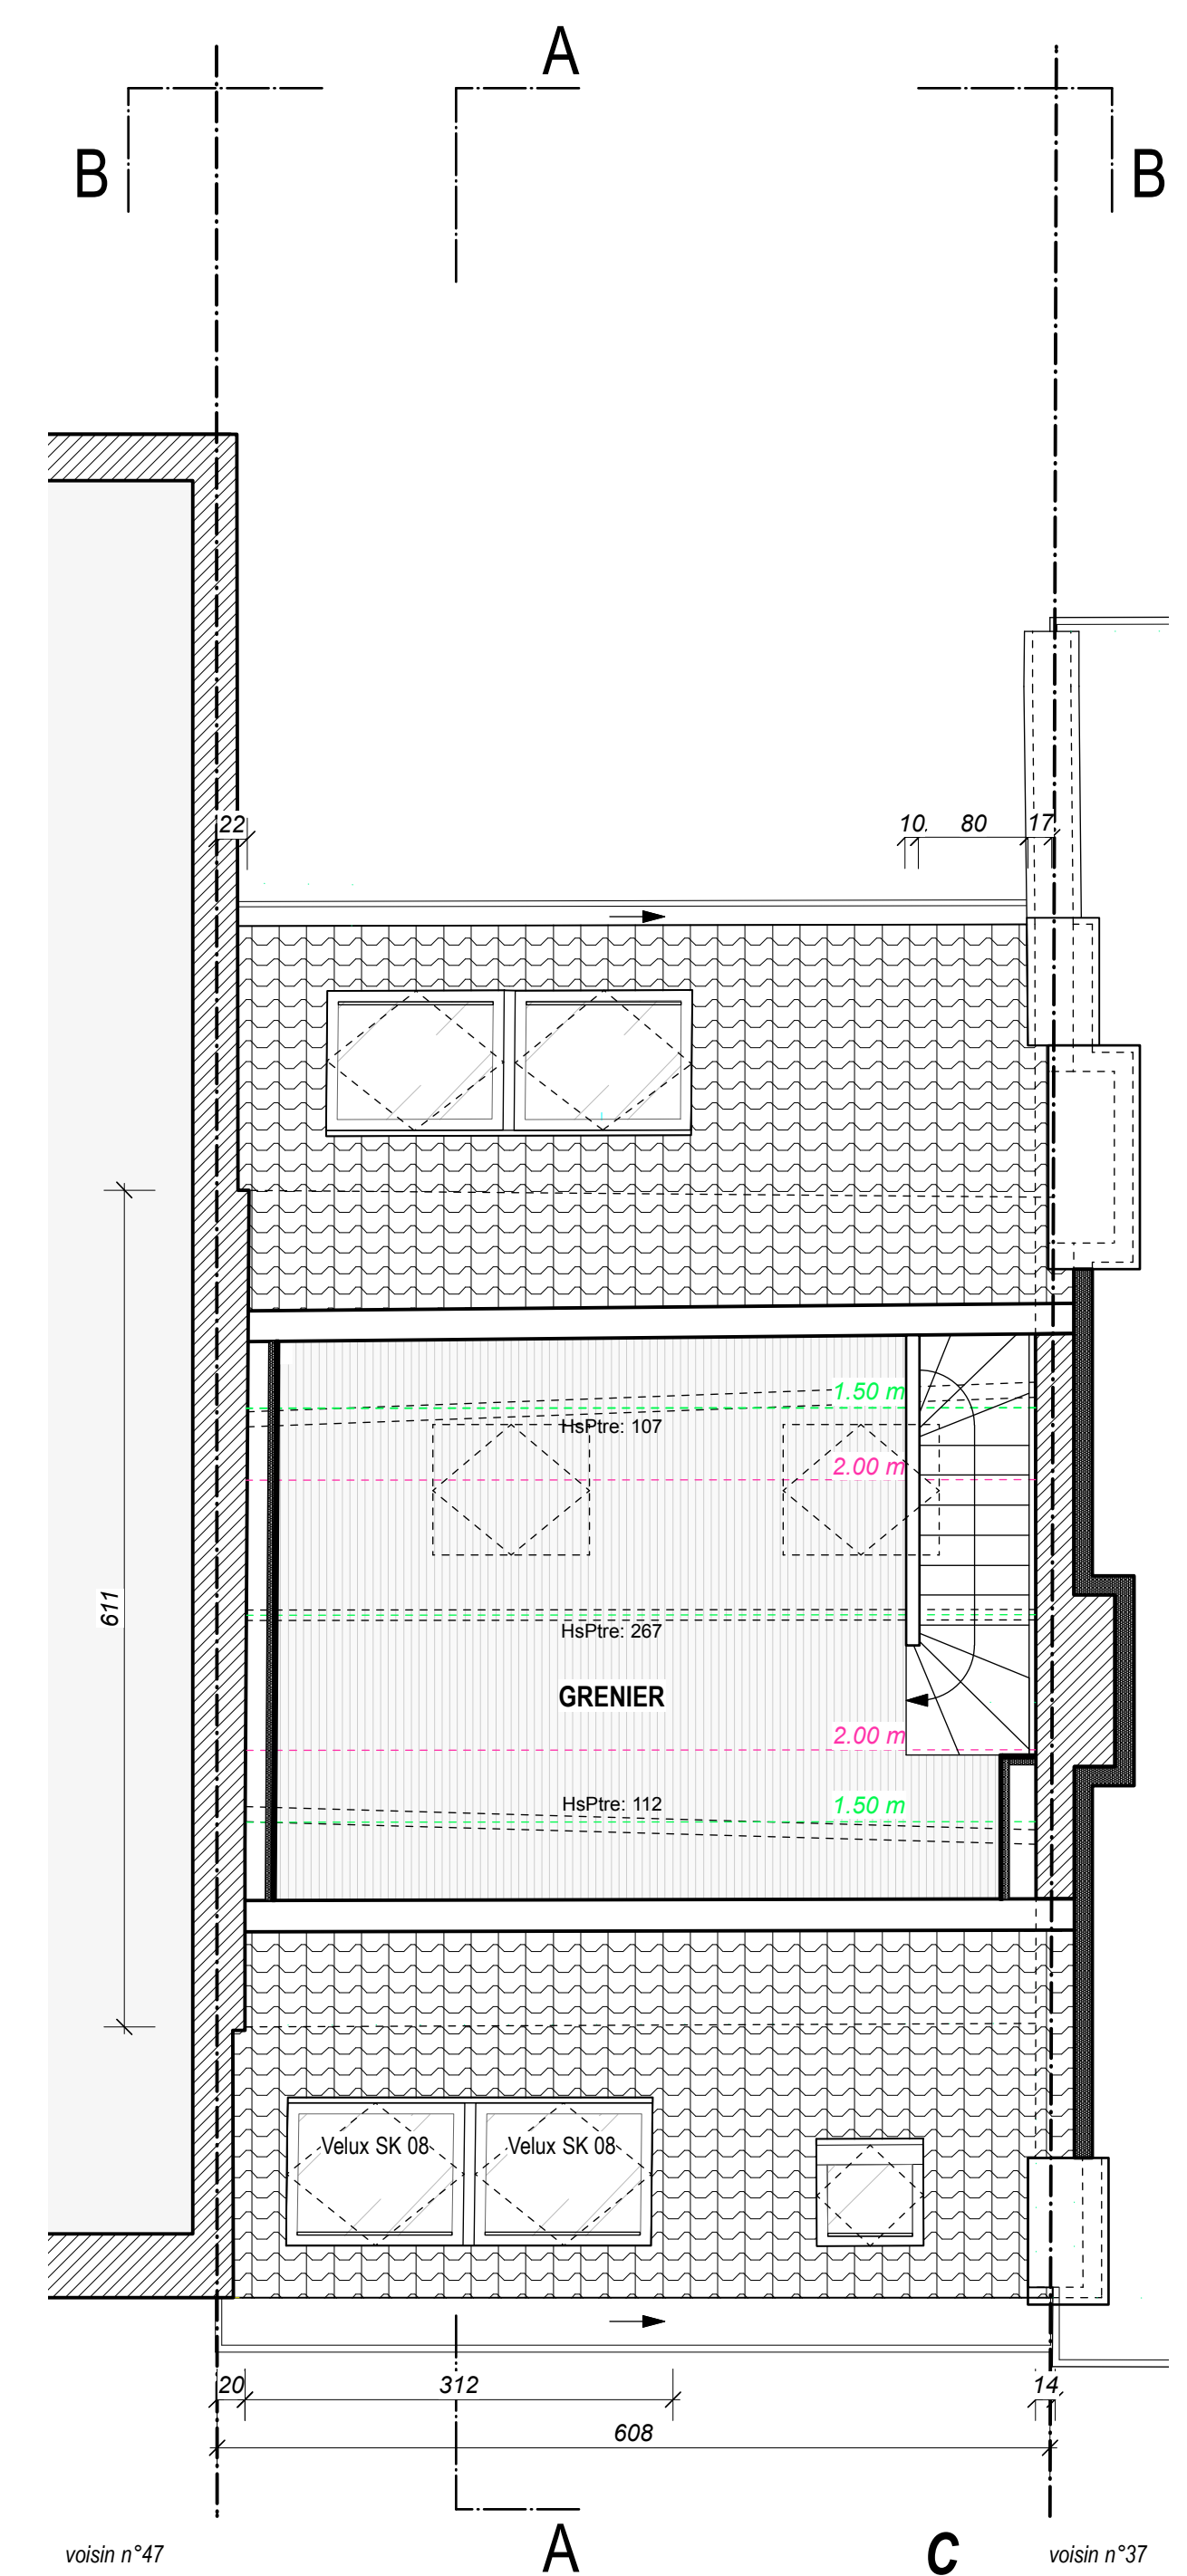 A
B
B
22
10
80
17
1.50 m
HsPtre: 107
2.00 m
611
HsPtre: 267
GRENIER
2.00 m
HsPtre: 112
1.50 m
Velux SK 08
Velux SK 08
20
312
14
608
voisin n°47
A
C
voisin n°37